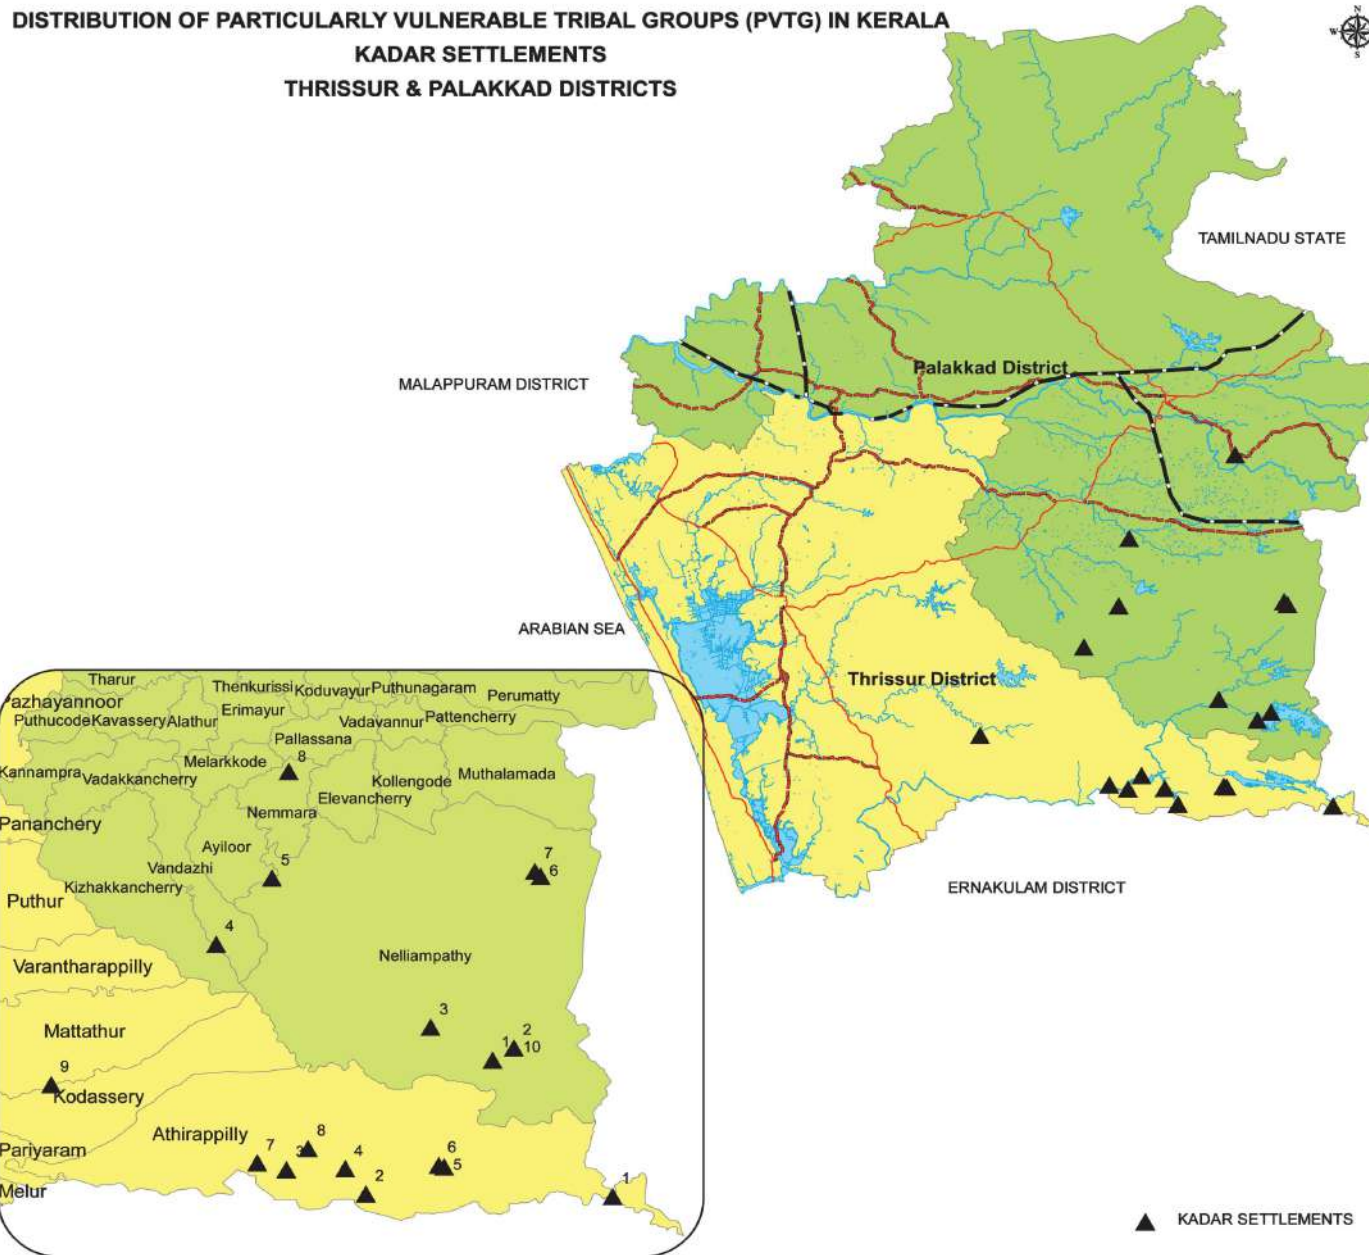 DISTRIBUTION OF PARTICULARLY VULNERABLE TRIBAL GROUPS (PVTG) IN KERALA
KADAR SETTLEMENTS
THRISSUR & PALAKKAD DISTRICTS
N
W
S
TAMILNADU STATE
Palakkad District
MALAPPURAM DISTRICT
ARABIAN SEA
Thrissur District
ERNAKULAM DISTRICT
Tharur
Thenkurissi Koduvayur Puthunagaram Perumatty
azhayannoor
Erimayur
Puthucode Kavassery Alathur Vadavannur Pattencherry
Pallassana
Melarkkode 8
Kannampra Vadakkancherry Kollengode Muthalamada
Elevancherry
Nemmara
Pananchery
Ayiloor
Vandazhi 5 7
6
Kizhakkancherry
Puthur
4
Nelliampathy
Varantharappilly
3
Mattathur 2
1 10
9
Kodassery
Athirappilly
Pariyaram 7 3 8 4 6
5
2 1
Melur
KADAR SETTLEMENTS